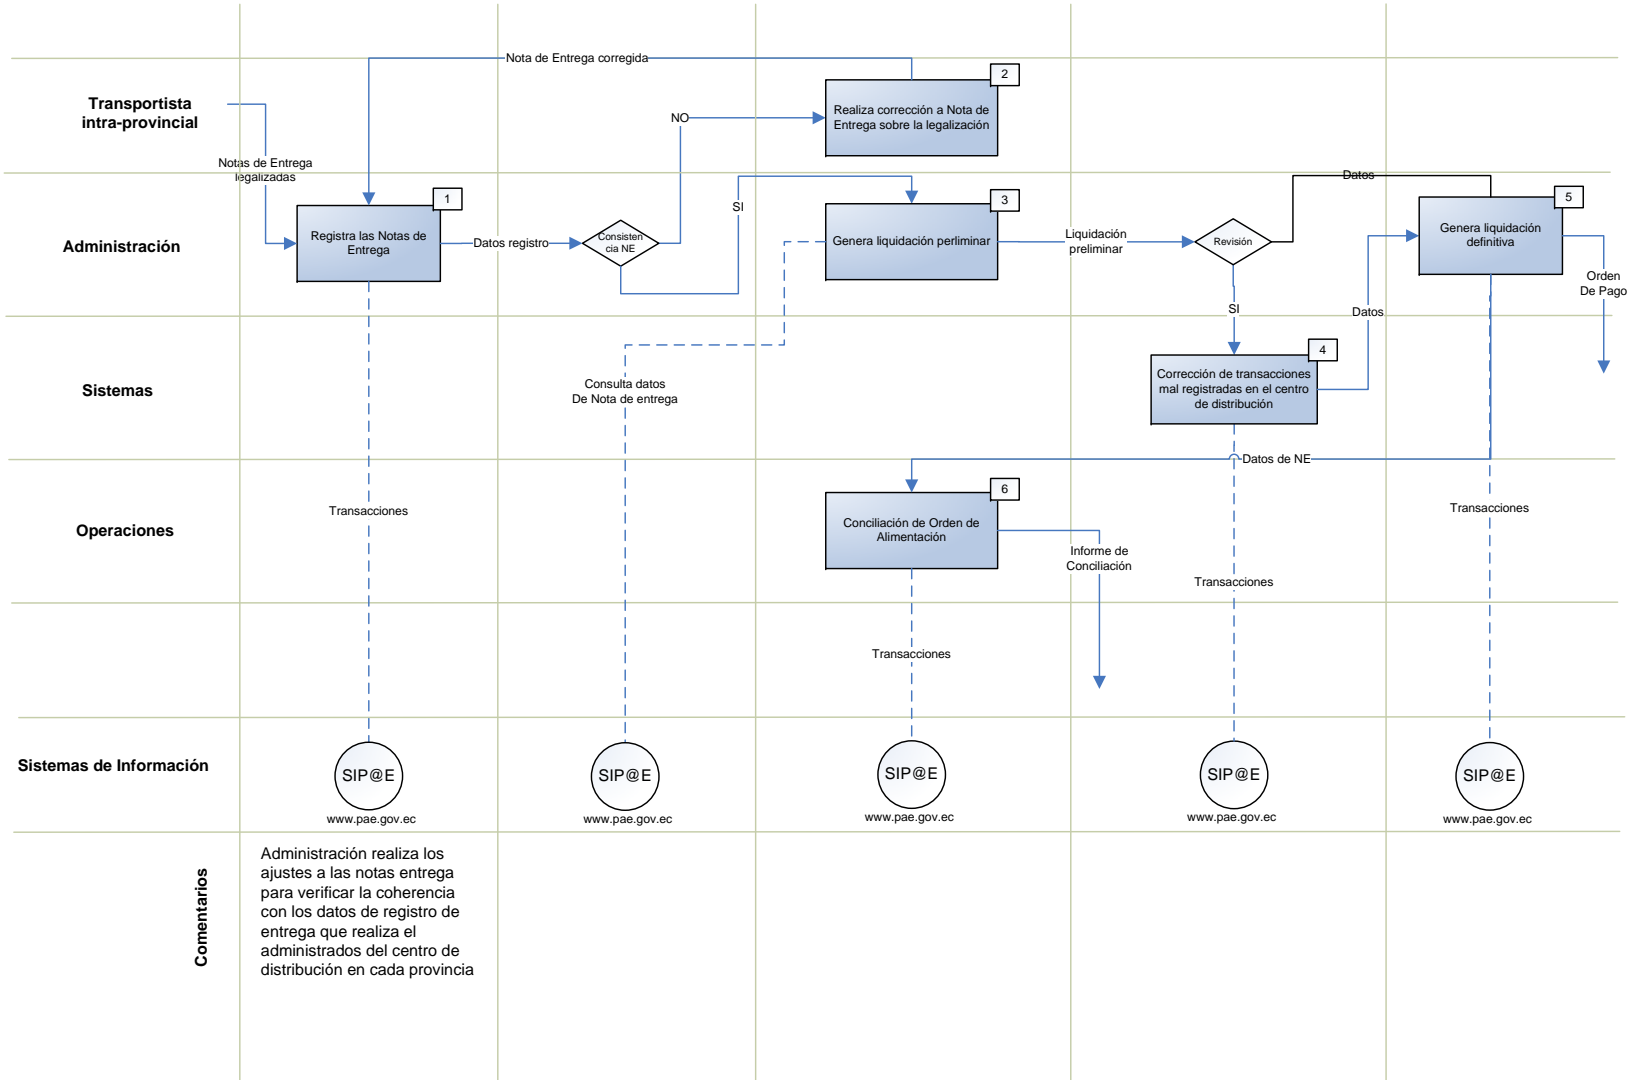 Nota de Entrega corregida
2
Transportista
intra-provincial
Realiza corrección a Nota de
Entrega sobre la legalización
NO
Notas de Entrega
legalizadas
Datos
1
3
5
SI
Administración
Registra las Notas de
Entrega
Datos registro
Consisten
cia NE
Genera liquidación perliminar
Liquidación
preliminar
Revisión
Genera liquidación
definitiva
Orden
De Pago
SI
Datos
4
Sistemas
Consulta datos
De Nota de entrega
Corrección de transacciones
mal registradas en el centro
de distribución
Datos de NE
6
Operaciones
Transacciones
Conciliación de Orden de
Alimentación
Informe de
Conciliación
Transacciones
Transacciones
Transacciones
Sistemas de Información
SIP@E
SIP@E
SIP@E
SIP@E
SIP@E
www.pae.gov.ec
www.pae.gov.ec
www.pae.gov.ec
www.pae.gov.ec
www.pae.gov.ec
Comentarios
Administración realiza los
ajustes a las notas entrega
para verificar la coherencia
con los datos de registro de
entrega que realiza el
administrados del centro de
distribución en cada provincia